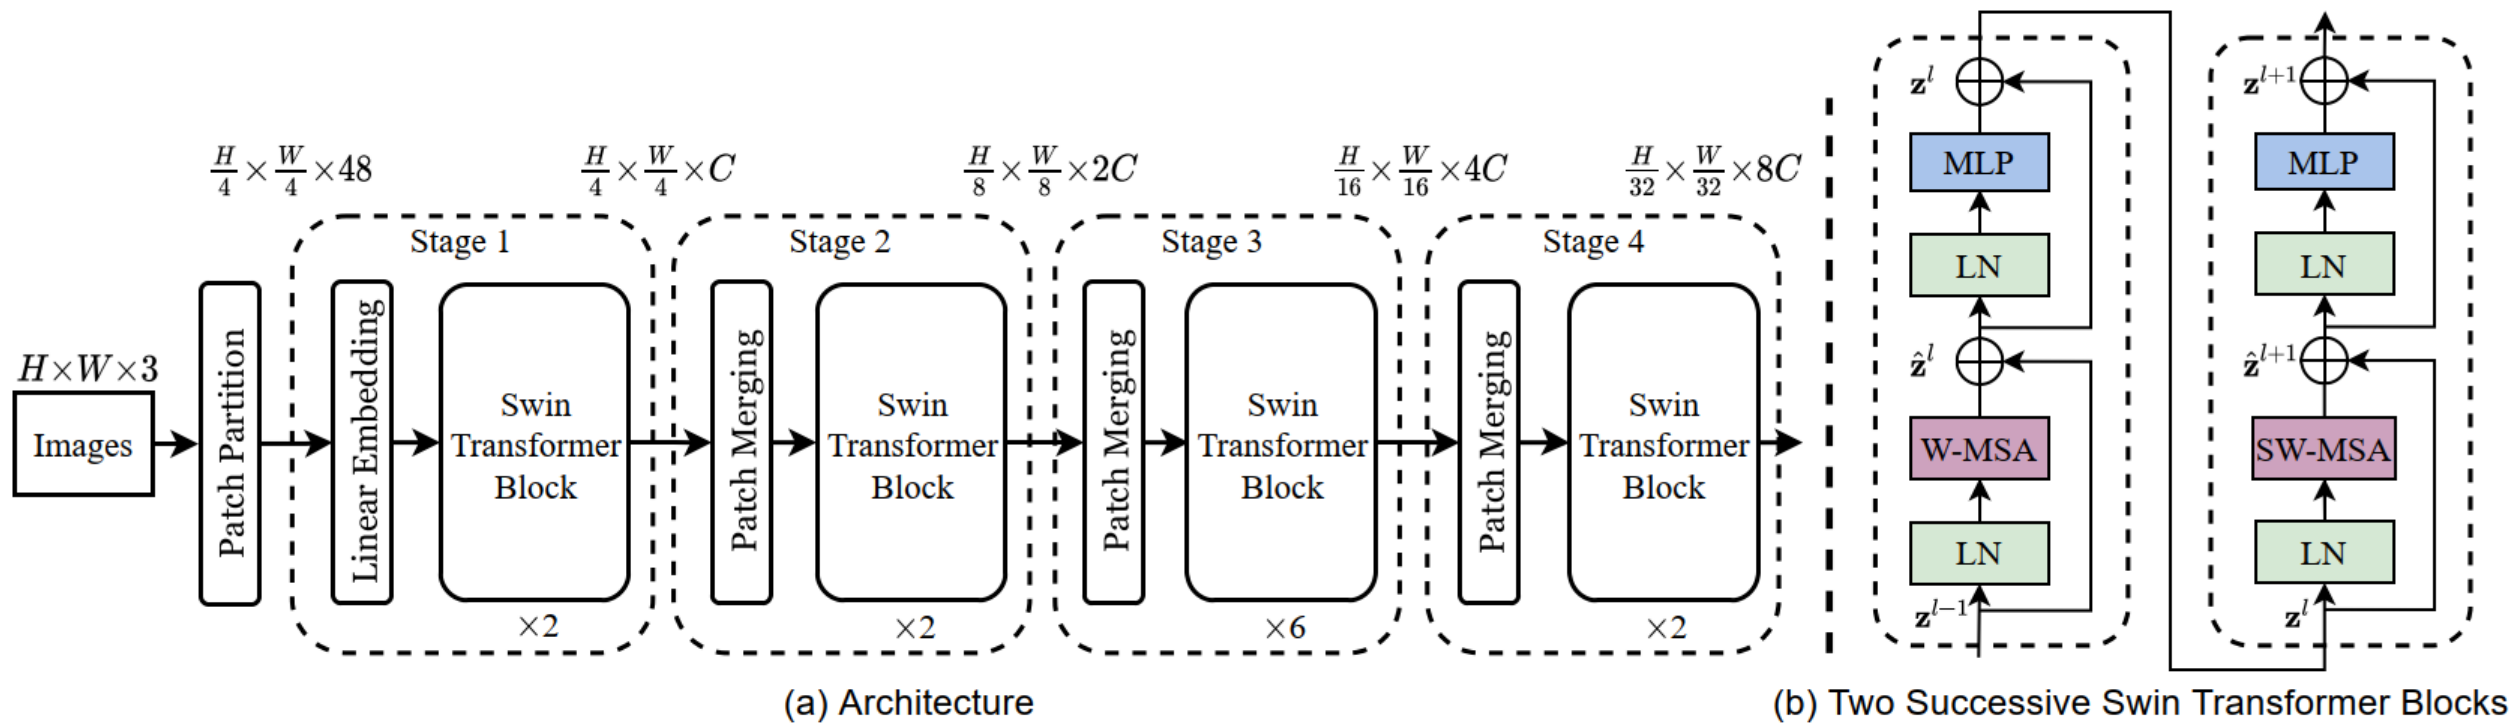 H/4 × W/4 × 48
H/4 × W/4 × C
H/8 × W/8 × 2C
H/16 × W/16 × 4C
H/32 × W/32 × 8C
Stage 1
Stage 2
Stage 3
Stage 4
H×W×3
Images
Patch Partition
Linear Embedding
Swin
Transformer
Block
×2
Patch Merging
Swin
Transformer
Block
×2
Patch Merging
Swin
Transformer
Block
×6
Patch Merging
Swin
Transformer
Block
×2
(a) Architecture
z^l
MLP
LN
ẑ^l
W-MSA
LN
z^{l−1}
z^{l+1}
MLP
LN
ẑ^{l+1}
SW-MSA
LN
z^l
(b) Two Successive Swin Transformer Blocks